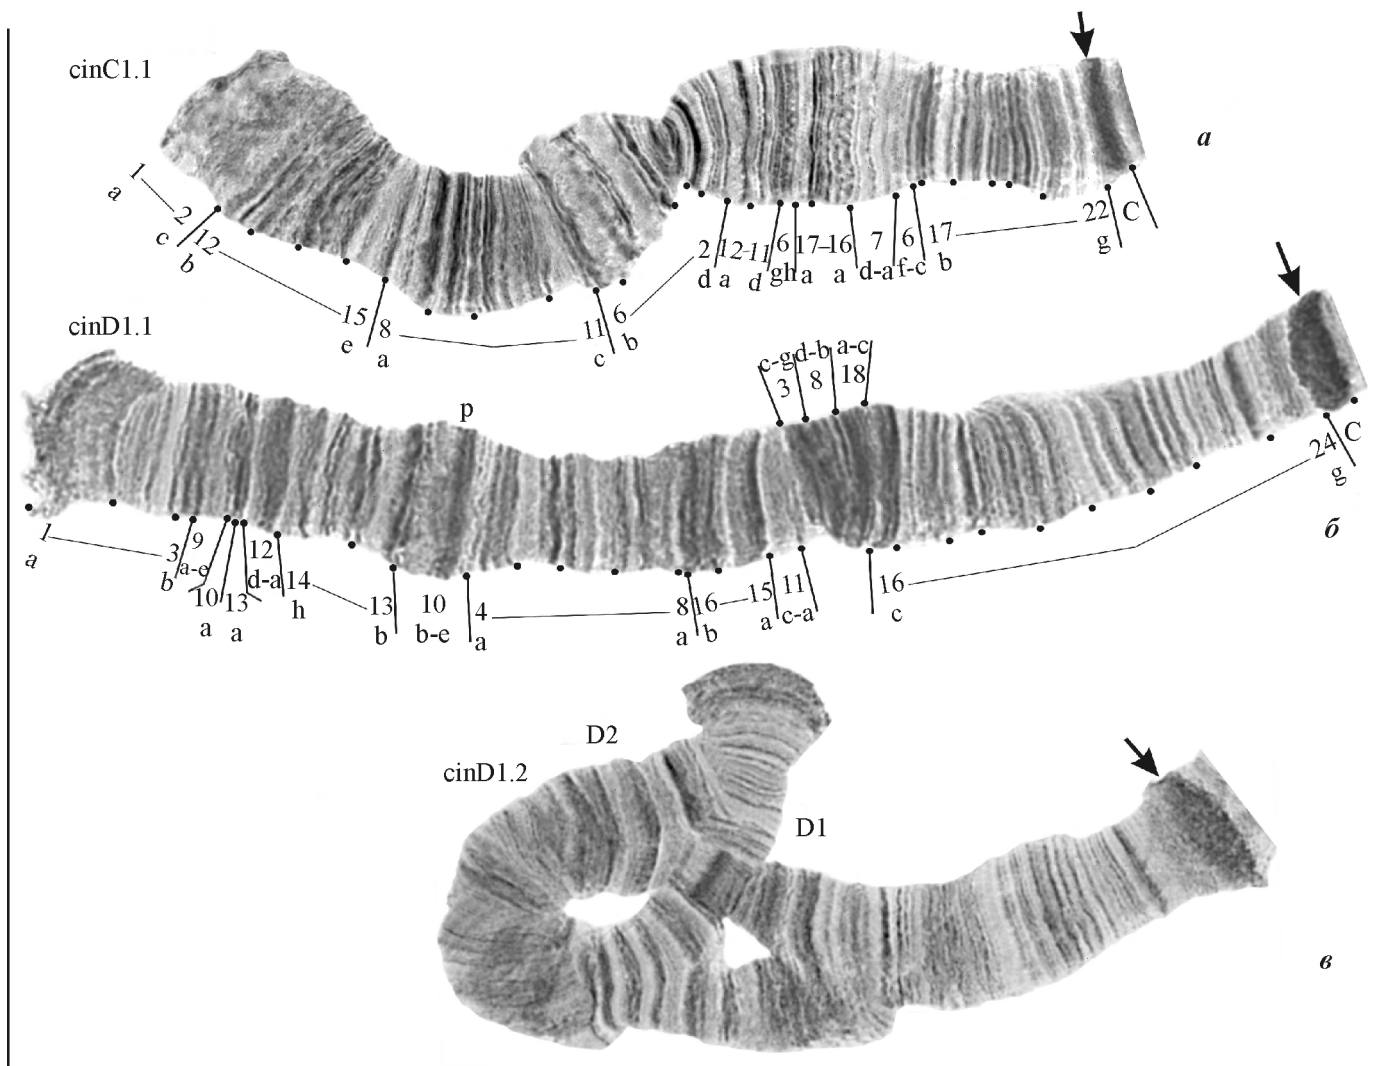 cinC1.1
а
1 2 12 15 8 11 6 2 12-11 6 17-16 7 6 17 22 C
a c b e a c b d a d gh a a d-a f-c b g
cinD1.1
p
c-g d-b a-c
3 8 18
б
1 3 9 10 13 12 14 13 10 4 8 16 15 11 16 24 C
a b a-e a a d-a h b b-e a a b a c-a c g
D2
cinD1.2
D1
в